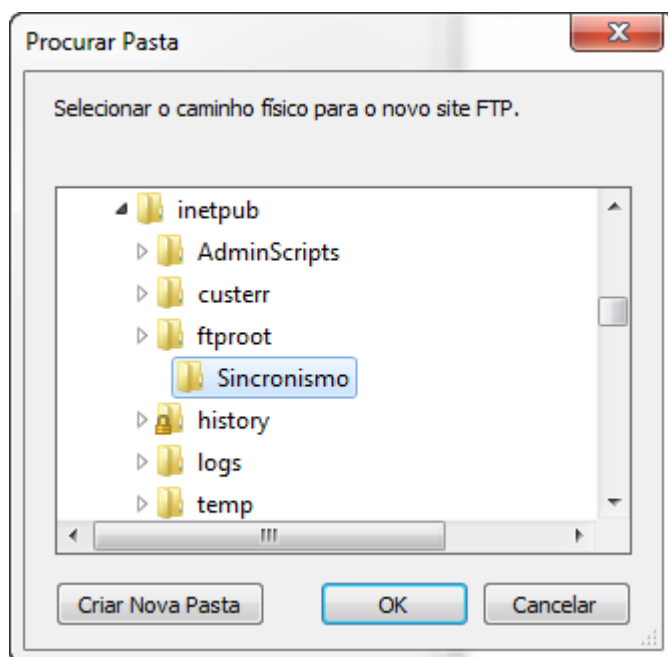 Procurar Pasta
Selecionar o caminho físico para o novo site FTP.
inetpub
AdminScripts
custerr
ftproot
Sincronismo
history
logs
temp
Criar Nova Pasta
OK
Cancelar